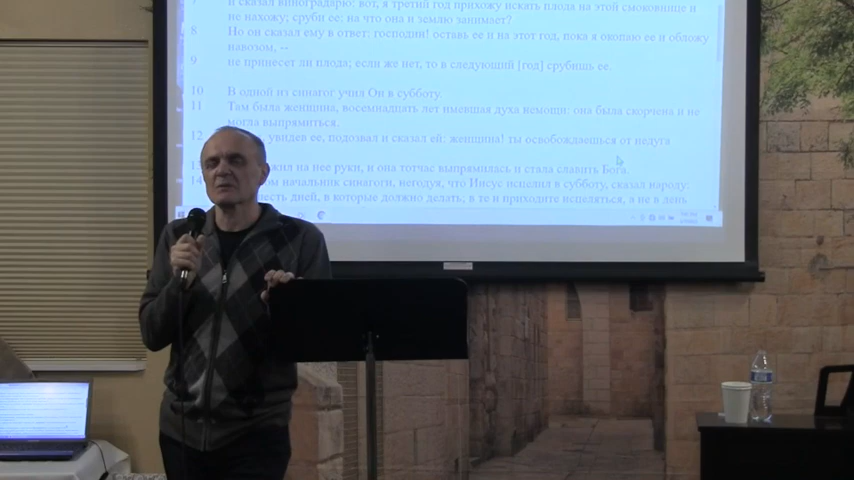 7 и сказал виноградарю: вот, я третий год прихожу искать плода на этой смоковнице и
не нахожу; сруби ее: на что она и землю занимает?
8 Но он сказал ему в ответ: господин! оставь ее и на этот год, пока я окопаю ее и обложу
навозом, --
9 не принесет ли плода; если же нет, то в следующий [год] срубишь ее.
10 В одной из синагог учил Он в субботу.
11 Там была женщина, восемнадцать лет имевшая духа немощи: она была скорчена и не
могла выпрямиться.
12 увидев ее, подозвал и сказал ей: женщина! ты освобождаешься от недуга
на нее руки, и она тотчас выпрямилась и стала славить Бога.
14 начальник синагоги, негодуя, что Иисус исцелил в субботу, сказал народу:
дней, в которые должно делать; в те и приходите исцеляться, а не в день